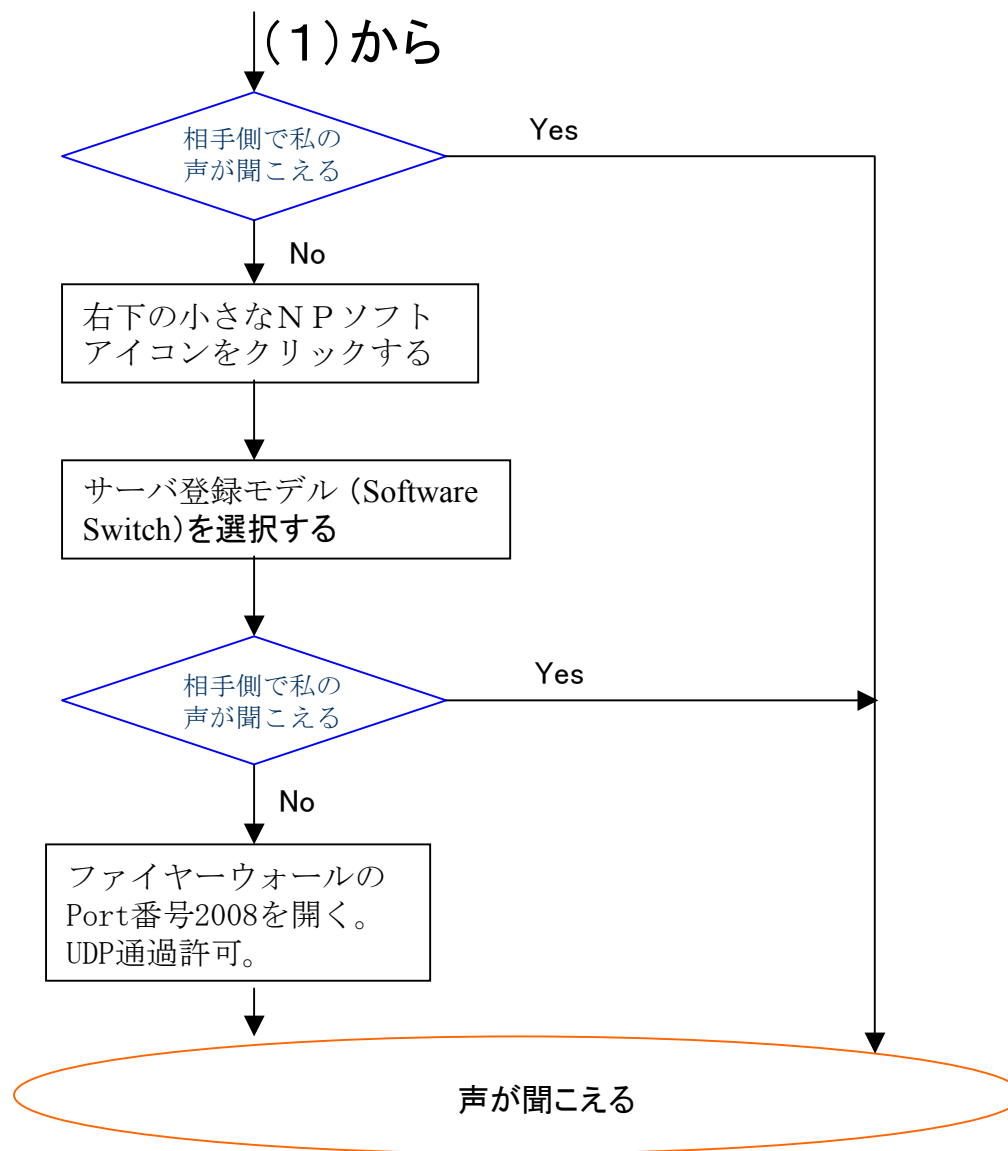 （１）から
相手側で私の
声が聞こえる
Yes
No
右下の小さなＮＰソフト
アイコンをクリックする
サーバ登録モデル（Software
Switch）を選択する
相手側で私の
声が聞こえる
Yes
No
ファイヤーウォールの
Port番号2008を開く。
UDP通過許可。
声が聞こえる